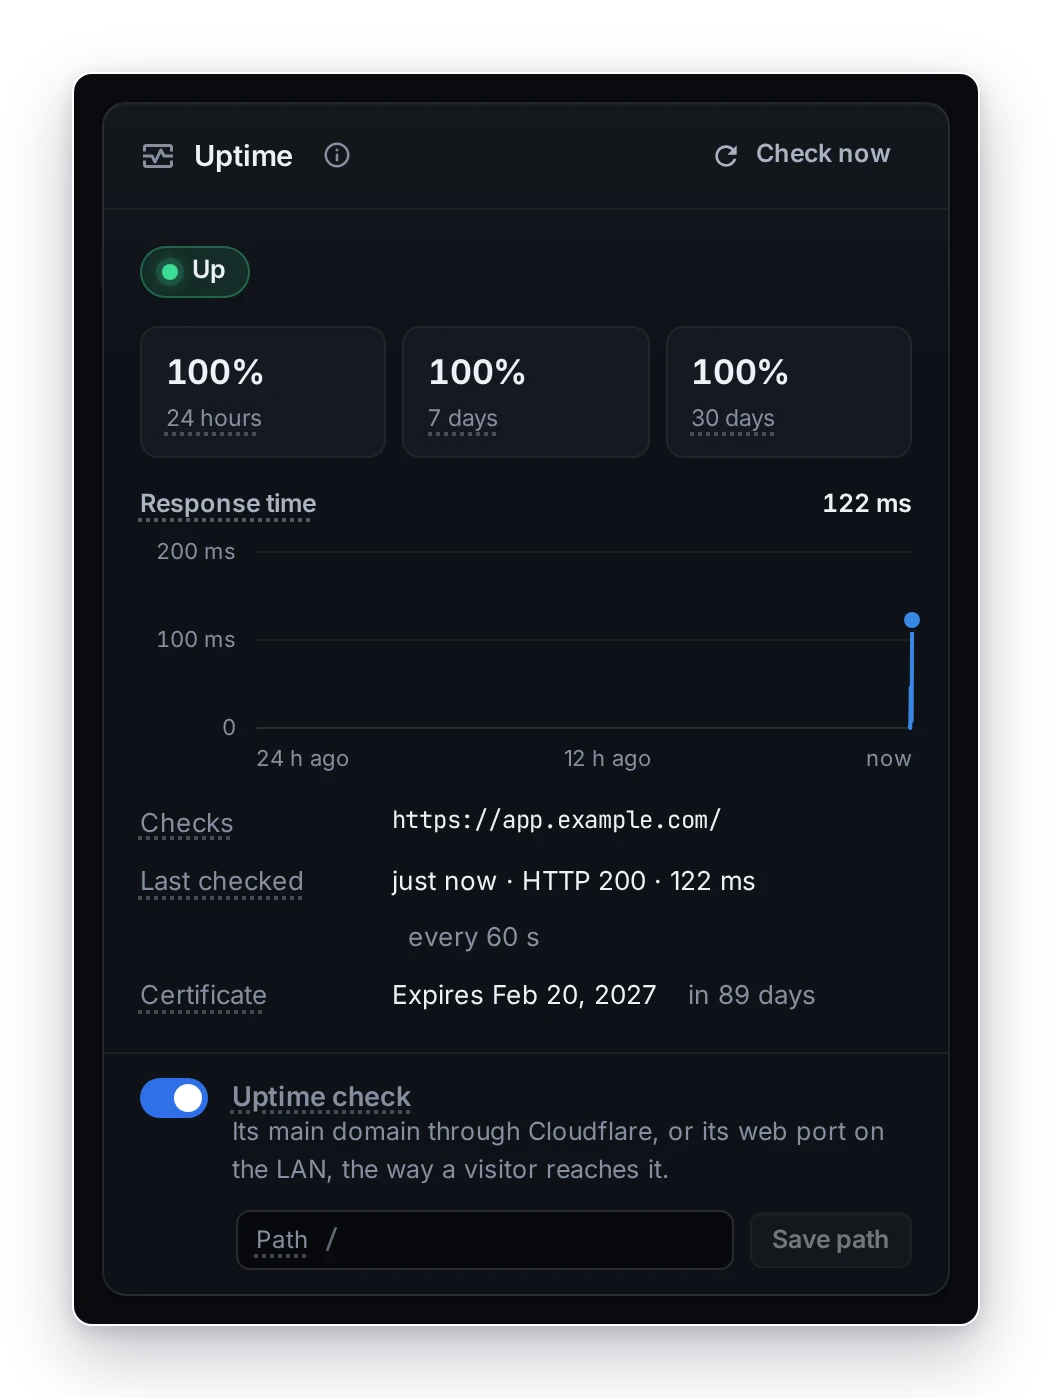 Uptime
Check now
Up
100%
24 hours
100%
7 days
100%
30 days
Response time
122 ms
200 ms
100 ms
0
24 h ago
12 h ago
now
Checks
https://app.example.com/
Last checked
just now · HTTP 200 · 122 ms
every 60 s
Certificate
Expires Feb 20, 2027 in 89 days
Uptime check
Its main domain through Cloudflare, or its web port on
the LAN, the way a visitor reaches it.
Path /
Save path